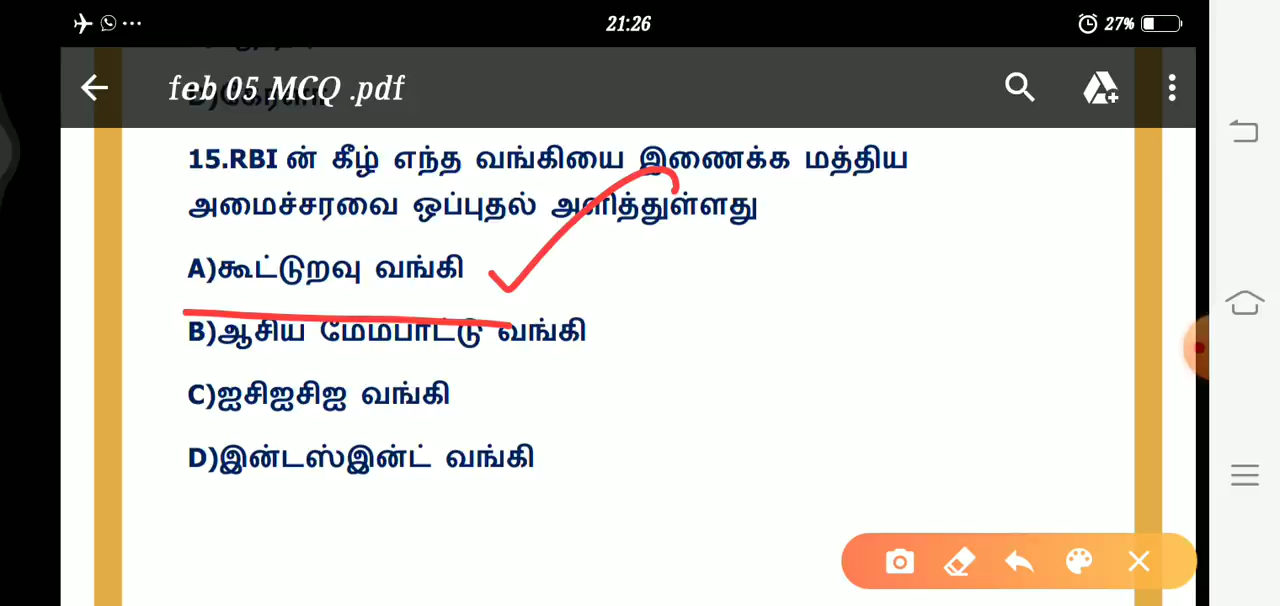 21:26
27%
feb 05 MCQ .pdf
15.RBI ன் கீழ் எந்த வங்கியை இணைக்க மத்திய
அமைச்சரவை ஒப்புதல் அளித்துள்ளது
A)கூட்டுறவு வங்கி
B)ஆசிய மேம்பாட்டு வங்கி
C)ஐசிஐசிஐ வங்கி
D)இன்டஸ்இன்ட் வங்கி